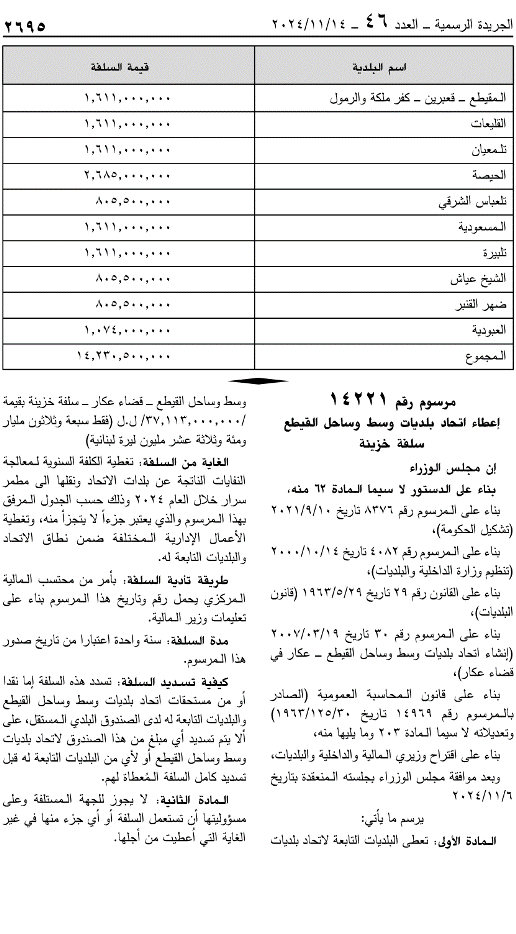 الجريدة الرسمية ــ العدد ٤٦ ــ ٢٠٢٤/١١/١٤
٢٦٩٥
اسم البلدية قيمة السلفة
المقيطع ــ قعبرين ــ كفر ملكة والرمول ١,٦١١,٠٠٠,٠٠٠
القليعات ١,٦١١,٠٠٠,٠٠٠
تلمعيان ١,٦١١,٠٠٠,٠٠٠
الحيصة ٢,٦٨٥,٠٠٠,٠٠٠
تلعباس الشرقي ٨٠٥,٥٠٠,٠٠٠
المسعودية ١,٦١١,٠٠٠,٠٠٠
تلبيرة ١,٦١١,٠٠٠,٠٠٠
الشيخ عياش ٨٠٥,٥٠٠,٠٠٠
ضهر القنبر ٨٠٥,٥٠٠,٠٠٠
العبودية ١,٠٧٤,٠٠٠,٠٠٠
المجموع ١٤,٢٣٠,٥٠٠,٠٠٠
مرسوم رقم ١٤٢٢١
إعطاء اتحاد بلديات وسط وساحل القيطع
سلفة خزينة
إن مجلس الوزراء
بناء على الدستور لا سيما المادة ٦٢ منه،
بناء على المرسوم رقم ٨٣٧٦ تاريخ ٢٠٢١/٩/١٠
(تشكيل الحكومة)،
بناء على المرسوم رقم ٤٠٨٢ تاريخ ٢٠٠٠/١٠/١٤
(تنظيم وزارة الداخلية والبلديات)،
بناء على القانون رقم ٢٩ تاريخ ١٩٦٣/٥/٢٩ (قانون
البلديات)،
بناء على المرسوم رقم ٣٠ تاريخ ٢٠٠٧/٠٣/١٩
(إنشاء اتحاد بلديات وسط وساحل القيطع ــ عكار في
قضاء عكار)،
بناء على قانون المحاسبة العمومية (الصادر
بالمرسوم رقم ١٤٩٦٩ تاريخ ١٩٦٣/١٢٥/٣٠)
وتعديلاته لا سيما المادة ٢٠٣ وما يليها منه،
بناء على اقتراح وزيري المالية والداخلية والبلديات،
وبعد موافقة مجلس الوزراء بجلسته المنعقدة بتاريخ
٢٠٢٤/١١/٦
يرسم ما يأتي:
المادة الأولى: تعطى البلديات التابعة لاتحاد بلديات
وسط وساحل القيطع ــ قضاء عكار ــ سلفة خزينة بقيمة
/٣٧,١١٣,٠٠٠,٠٠٠/ ل.ل (فقط سبعة وثلاثون مليار
ومئة وثلاثة عشر مليون ليرة لبنانية)
الغاية من السلفة: تغطية الكلفة السنوية لمعالجة
النفايات الناتجة عن بلدات الاتحاد ونقلها الى مطمر
سرار خلال العام ٢٠٢٤ وذلك حسب الجدول المرفق
بهذا المرسوم والذي يعتبر جزءاً لا يتجزأ منه، وتغطية
الأعمال الإدارية المختلفة ضمن نطاق الاتحاد
والبلديات التابعة له.
طريقة تأدية السلفة: بأمر من محتسب المالية
المركزي يحمل رقم وتاريخ هذا المرسوم بناء على
تعليمات وزير المالية.
مدة السلفة: سنة واحدة اعتبارا من تاريخ صدور
هذا المرسوم.
كيفية تسديد السلفة: تسدد هذه السلفة إما نقدا
أو من مستحقات اتحاد بلديات وسط وساحل القيطع
والبلديات التابعة له لدى الصندوق البلدي المستقل، على
ألا يتم تسديد أي مبلغ من هذا الصندوق لاتحاد بلديات
وسط وساحل القيطع أو لأي من البلديات التابعة له قبل
تسديد كامل السلفة المُعطاة لهم.
المادة الثانية: لا يجوز للجهة المستلفة وعلى
مسؤوليتها أن تستعمل السلفة أو أي جزء منها في غير
الغاية التي أُعطيت من أجلها.